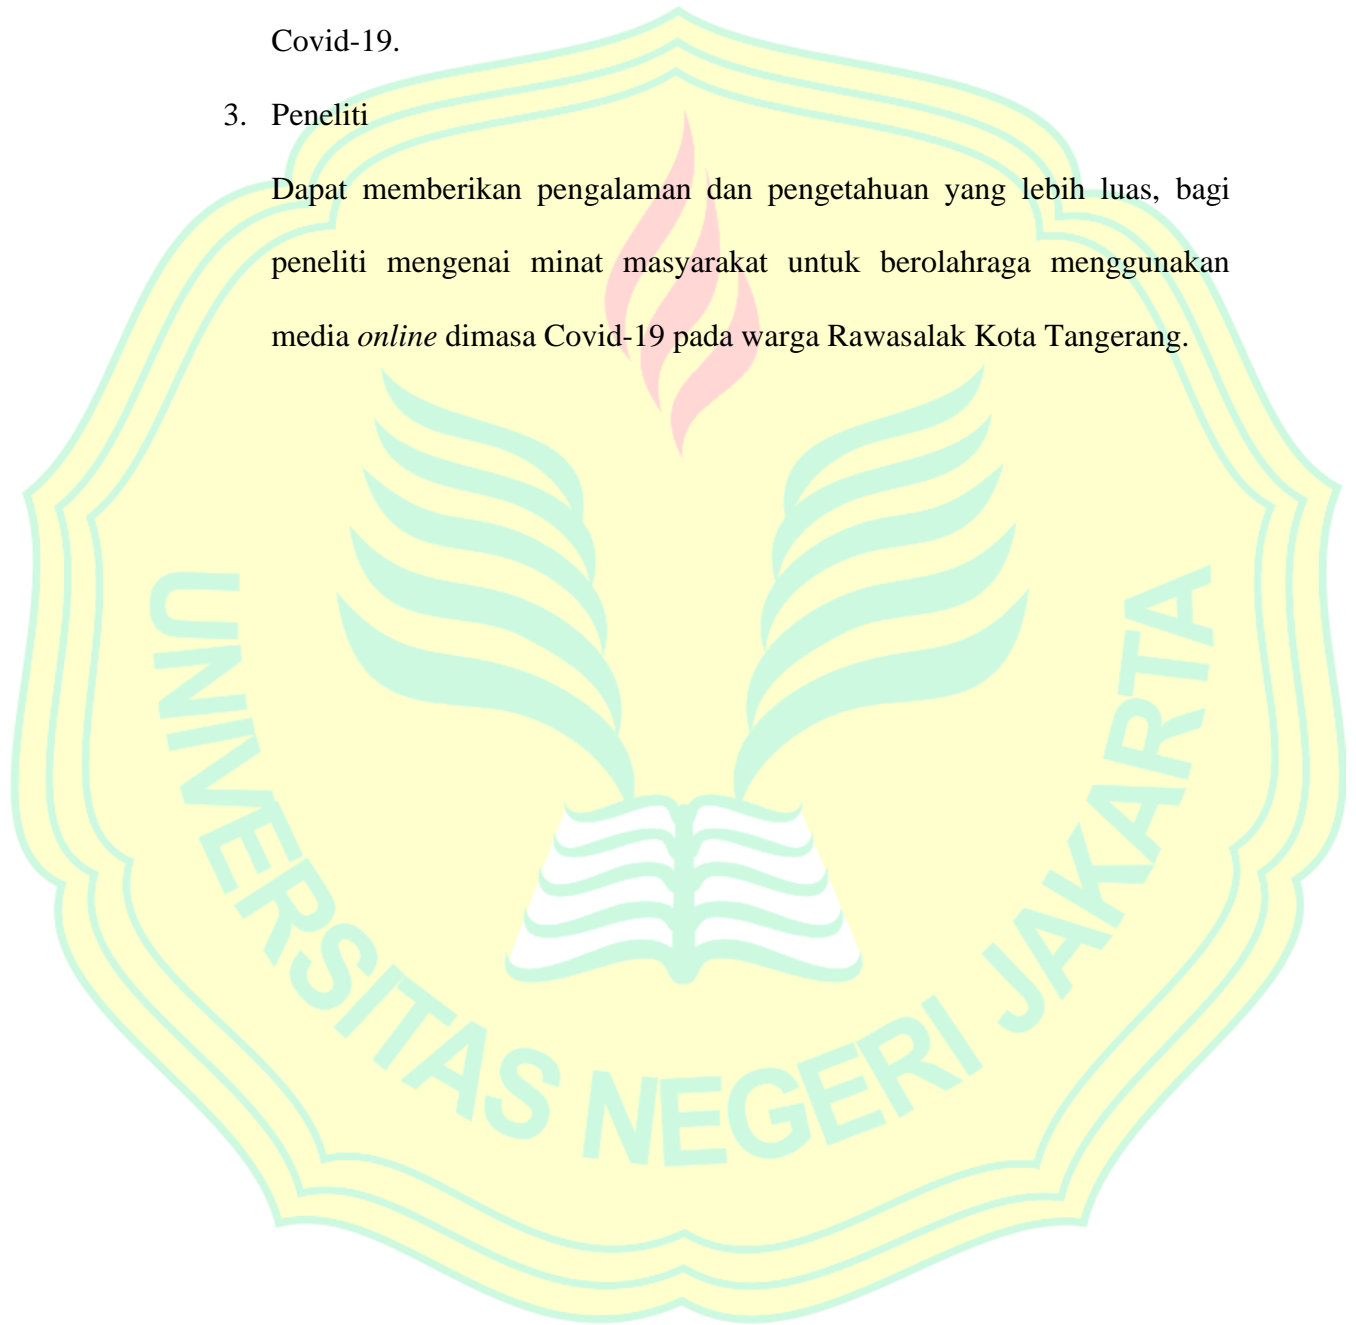 Covid-19.
3. Peneliti
Dapat memberikan pengalaman dan pengetahuan yang lebih luas, bagi
peneliti mengenai minat masyarakat untuk berolahraga menggunakan
media online dimasa Covid-19 pada warga Rawasalak Kota Tangerang.
UNIVERSITAS NEGERI JAKARTA